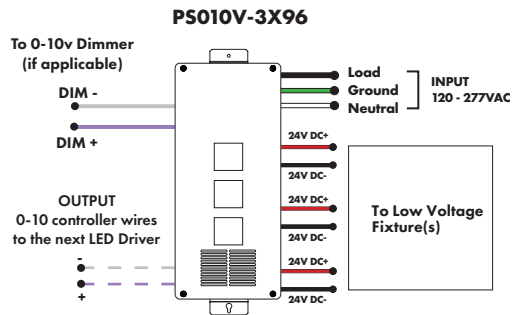 PS010V-3X96
To 0-10v Dimmer
(if applicable)
DIM -
DIM +
OUTPUT
0-10 controller wires
to the next LED Driver
-
+
Load
Ground
Neutral
INPUT
120 - 277VAC
24V DC+
24V DC-
24V DC+
24V DC-
24V DC+
24V DC-
To Low Voltage
Fixture(s)